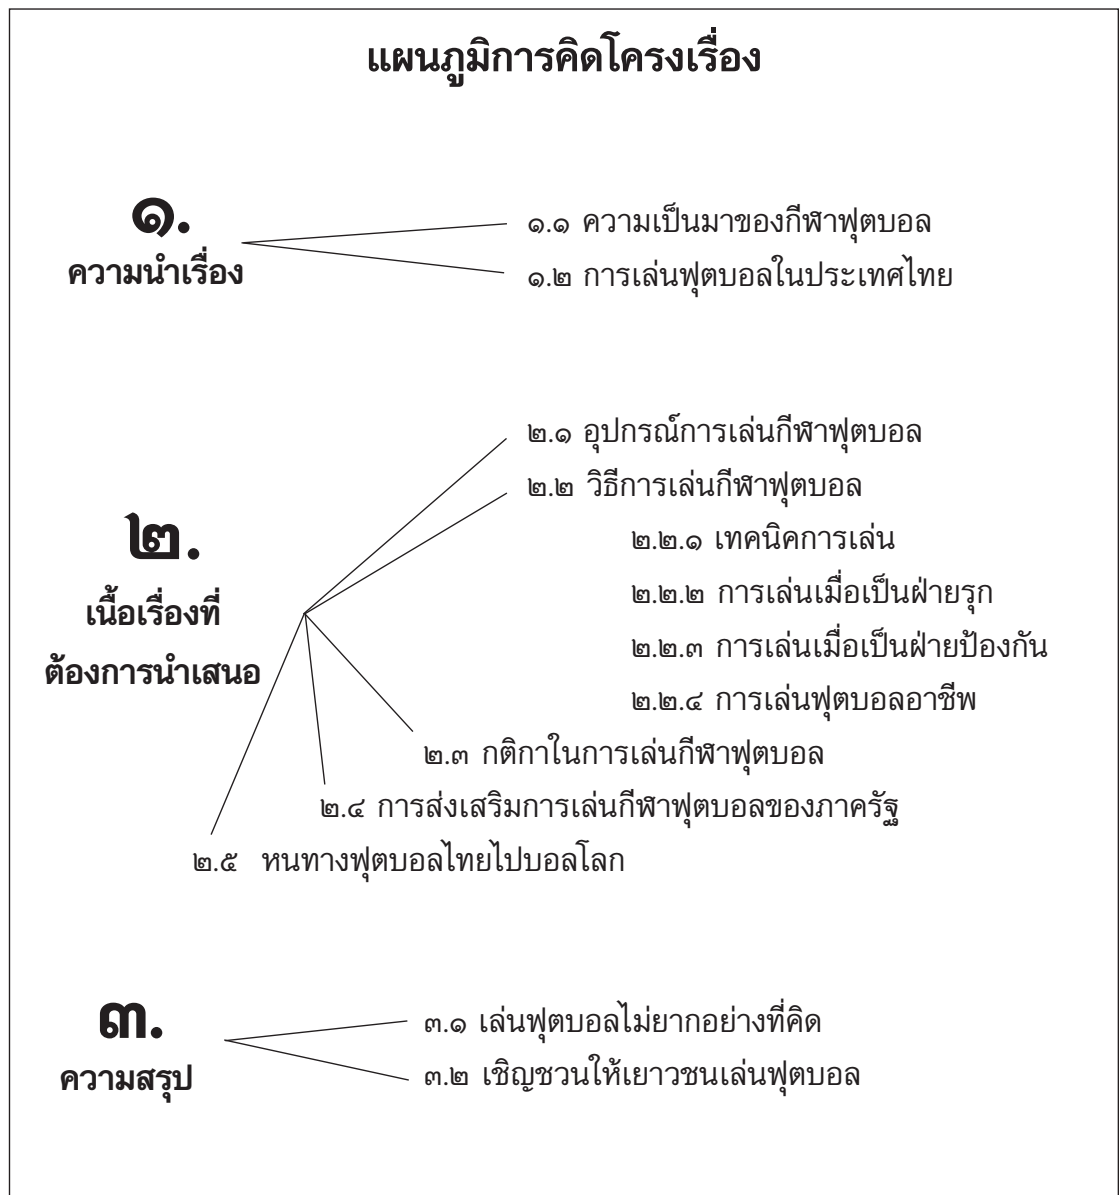 แผนภูมิการคิดโครงเรื่อง
๑.
ความนำเรื่อง
๑.๑ ความเป็นมาของกีฬาฟุตบอล
๑.๒ การเล่นฟุตบอลในประเทศไทย
๒.
เนื้อเรื่องที่
ต้องการนำเสนอ
๒.๑ อุปกรณ์การเล่นกีฬาฟุตบอล
๒.๒ วิธีการเล่นกีฬาฟุตบอล
๒.๒.๑ เทคนิคการเล่น
๒.๒.๒ การเล่นเมื่อเป็นฝ่ายรุก
๒.๒.๓ การเล่นเมื่อเป็นฝ่ายป้องกัน
๒.๒.๔ การเล่นฟุตบอลอาชีพ
๒.๓ กติกาในการเล่นกีฬาฟุตบอล
๒.๔ การส่งเสริมการเล่นกีฬาฟุตบอลของภาครัฐ
๒.๕ หนทางฟุตบอลไทยไปบอลโลก
๓.
ความสรุป
๓.๑ เล่นฟุตบอลไม่ยากอย่างที่คิด
๓.๒ เชิญชวนให้เยาวชนเล่นฟุตบอล